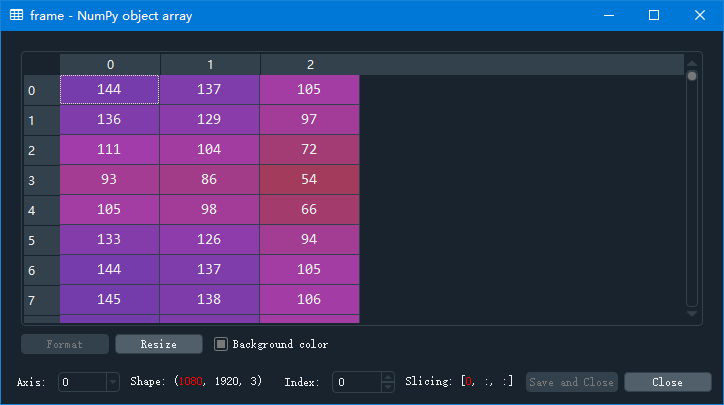 frame - NumPy object array
0 1 2
0 144 137 105
1 136 129 97
2 111 104 72
3 93 86 54
4 105 98 66
5 133 126 94
6 144 137 105
7 145 138 106
Format Resize Background color
Axis: 0 Shape: (1080, 1920, 3) Index: 0 Slicing: [0, :, :] Save and Close Close